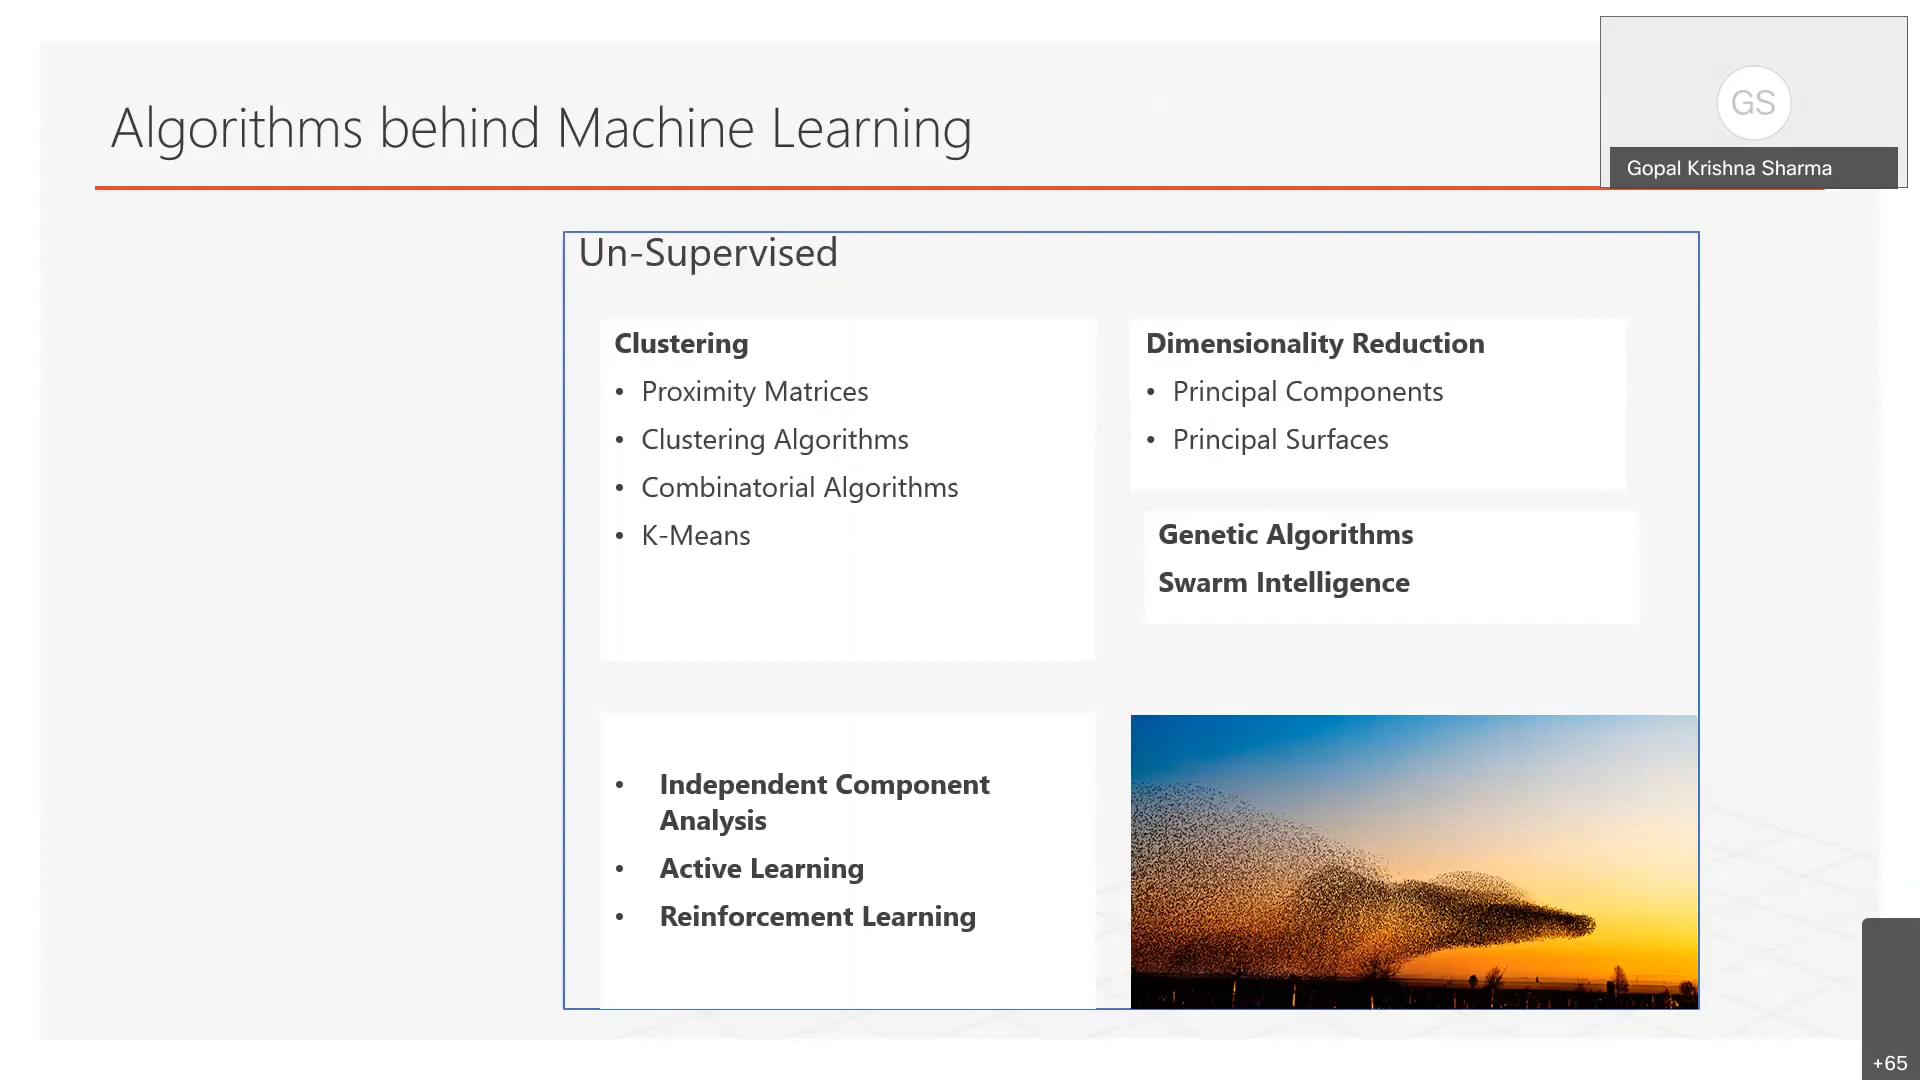 Algorithms behind Machine Learning
GS
Gopal Krishna Sharma
Un-Supervised
Clustering
• Proximity Matrices
• Clustering Algorithms
• Combinatorial Algorithms
• K-Means
Dimensionality Reduction
• Principal Components
• Principal Surfaces
Genetic Algorithms
Swarm Intelligence
• Independent Component
Analysis
• Active Learning
• Reinforcement Learning
+65